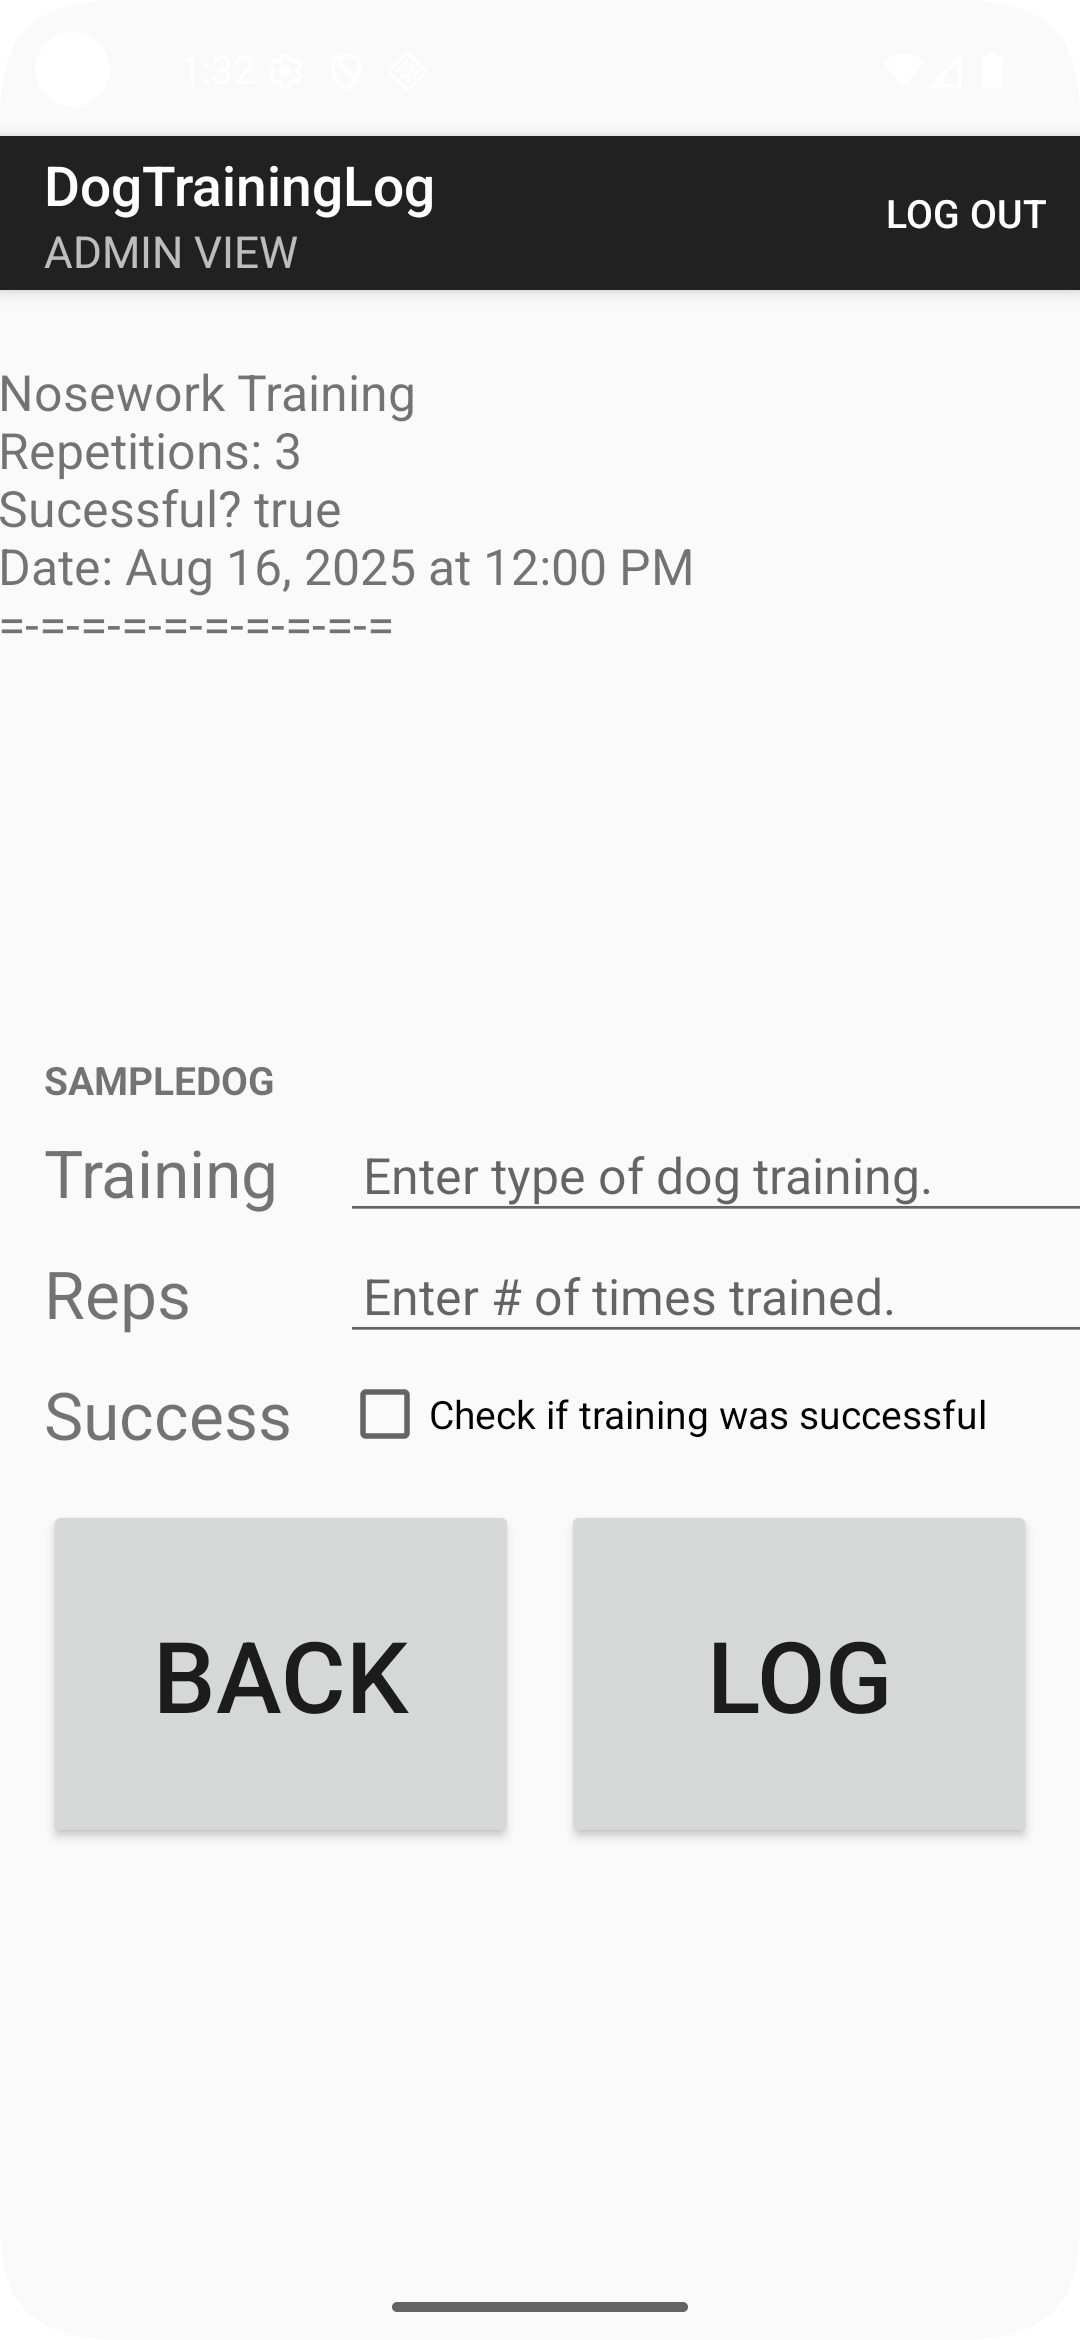 1:32
DogTrainingLog
ADMIN VIEW
LOG OUT
Nosework Training
Repetitions: 3
Sucessful? true
Date: Aug 16, 2025 at 12:00 PM
=-=-=-=-=-=-=-=-=-=
SAMPLEDOG
Training Enter type of dog training.
Reps Enter # of times trained.
Success Check if training was successful
BACK LOG